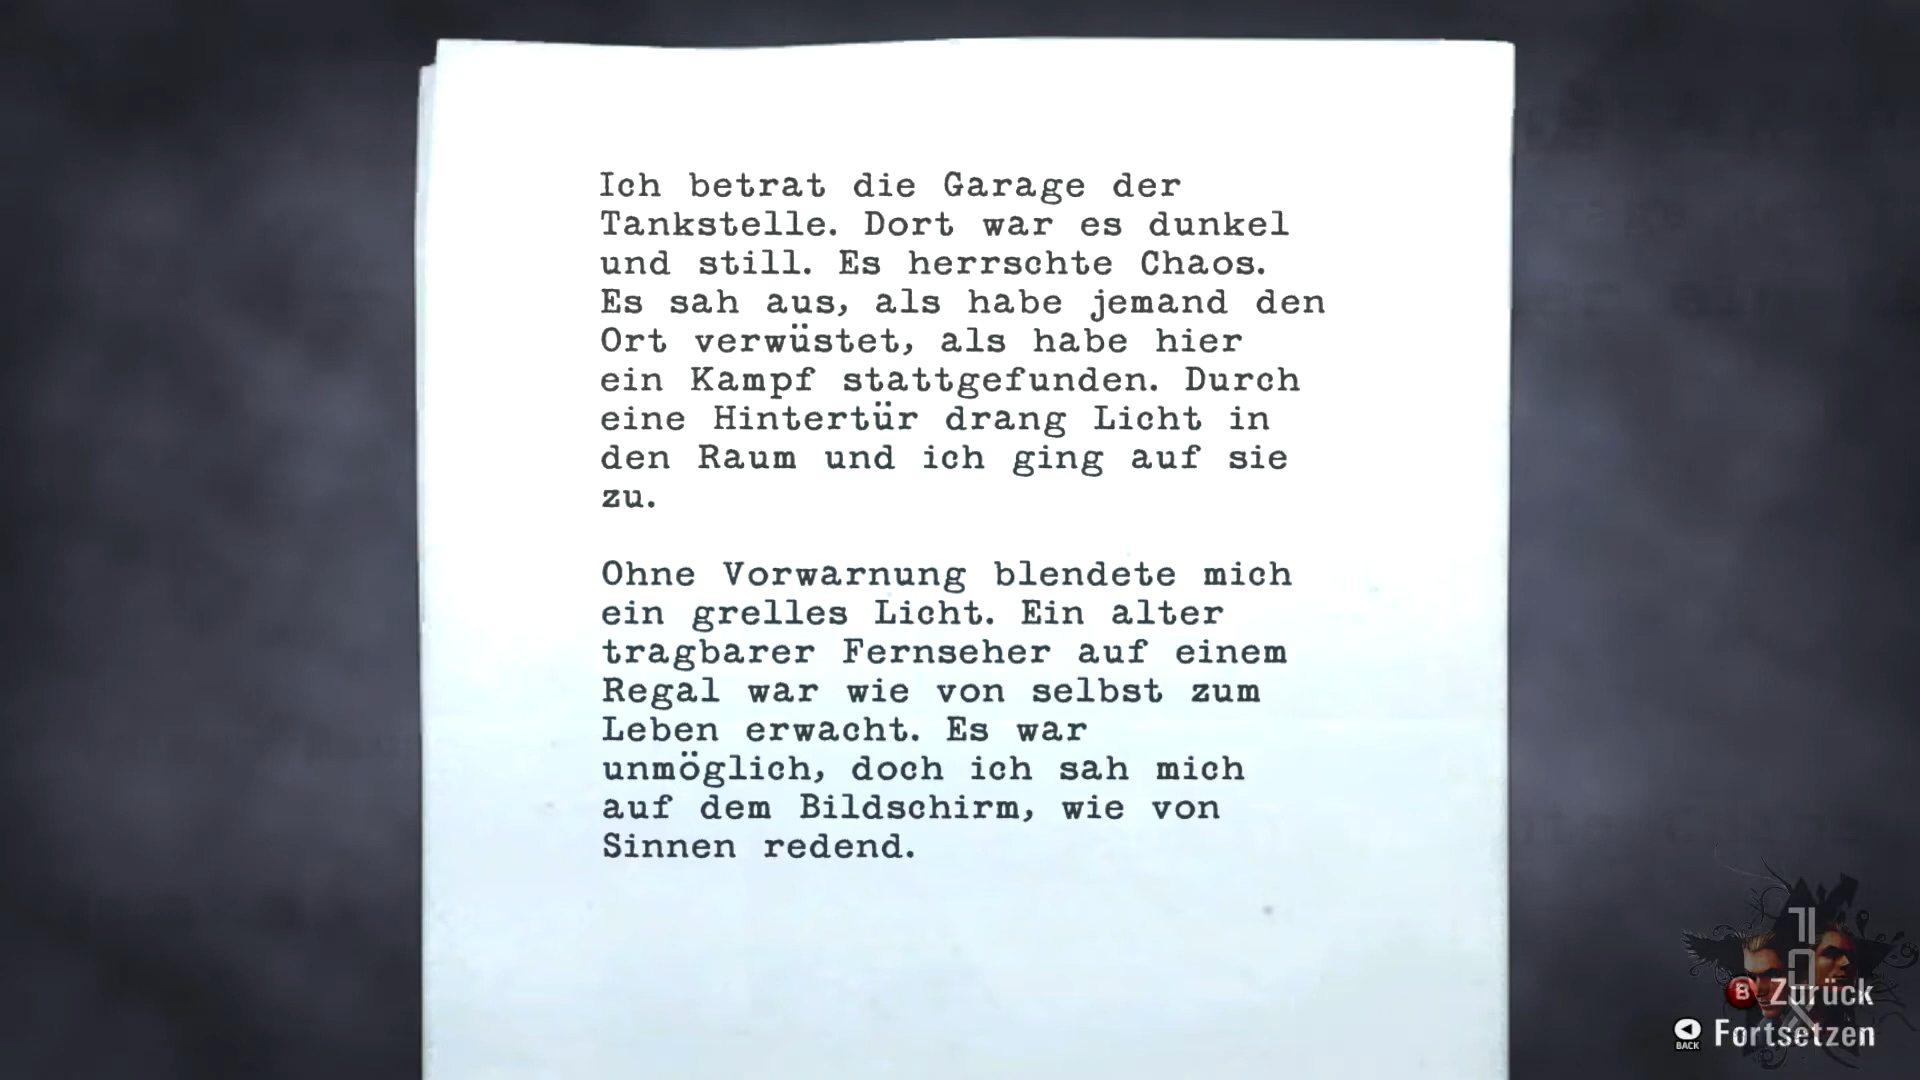 Ich betrat die Garage der
Tankstelle. Dort war es dunkel
und still. Es herrschte Chaos.
Es sah aus, als habe jemand den
Ort verwüstet, als habe hier
ein Kampf stattgefunden. Durch
eine Hintertür drang Licht in
den Raum und ich ging auf sie
zu.
Ohne Vorwarnung blendete mich
ein grelles Licht. Ein alter
tragbarer Fernseher auf einem
Regal war wie von selbst zum
Leben erwacht. Es war
unmöglich, doch ich sah mich
auf dem Bildschirm, wie von
Sinnen redend.
B Zurück
BACK Fortsetzen